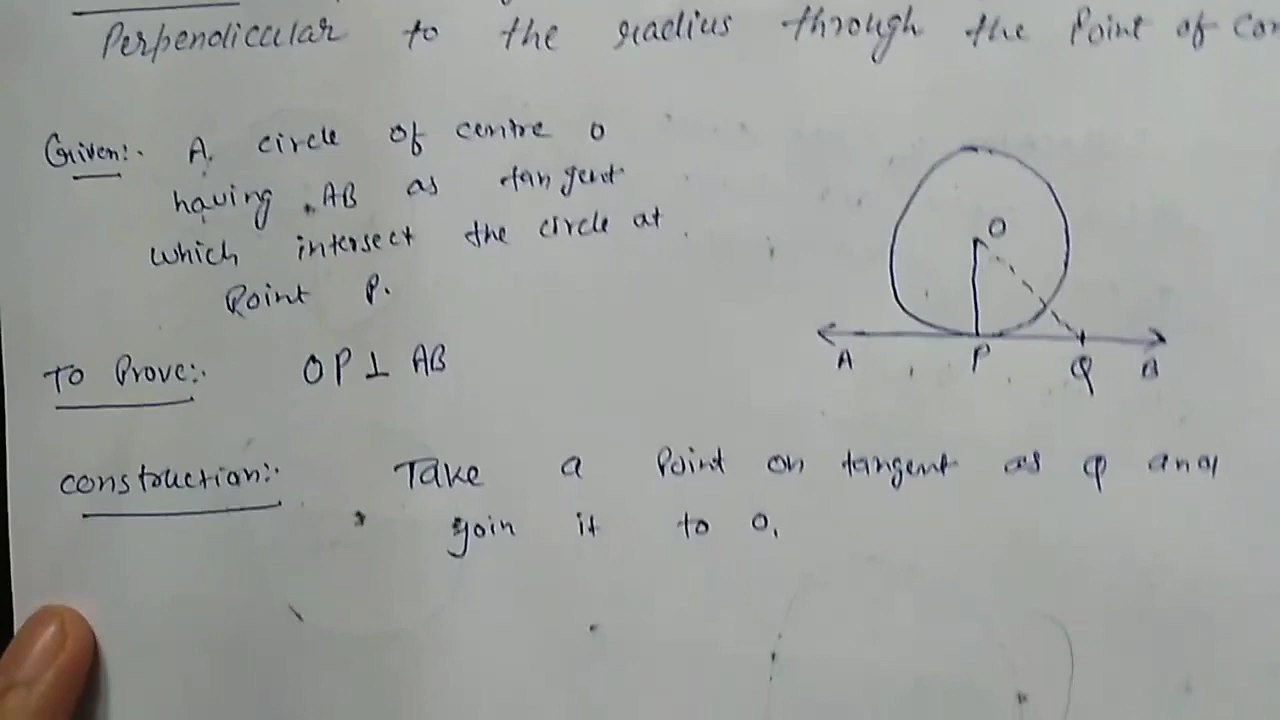 Perpendicular to the radius through the Point of con
Given:- A circle of centre O
having AB as tangent
which intersect the circle at
Point P.
To Prove:- OP⊥ AB
construction:- Take a Point on tangent as Q and
join it to O.
O
A P Q B